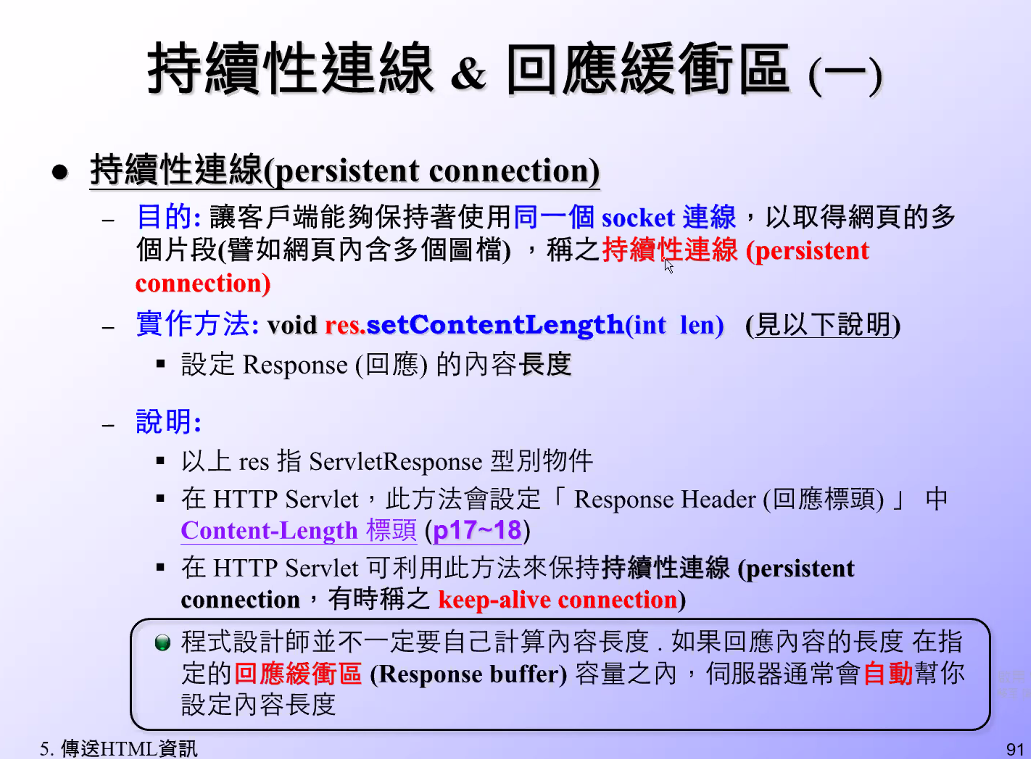 持續性連線 & 回應緩衝區 (一)
● 持續性連線(persistent connection)
– 目的: 讓客戶端能夠保持著使用同一個 socket 連線，以取得網頁的多
個片段(譬如網頁內含多個圖檔) ，稱之持續性連線 (persistent
connection)
– 實作方法: void res.setContentLength(int len) (見以下說明)
▪ 設定 Response (回應) 的內容長度
– 說明:
▪ 以上 res 指 ServletResponse 型別物件
▪ 在 HTTP Servlet，此方法會設定「 Response Header (回應標頭) 」 中
Content-Length 標頭 (p17~18)
▪ 在 HTTP Servlet 可利用此方法來保持持續性連線 (persistent
connection，有時稱之 keep-alive connection)
程式設計師並不一定要自己計算內容長度 . 如果回應內容的長度 在指
定的回應緩衝區 (Response buffer) 容量之內，伺服器通常會自動幫你
設定內容長度
5. 傳送HTML資訊
91